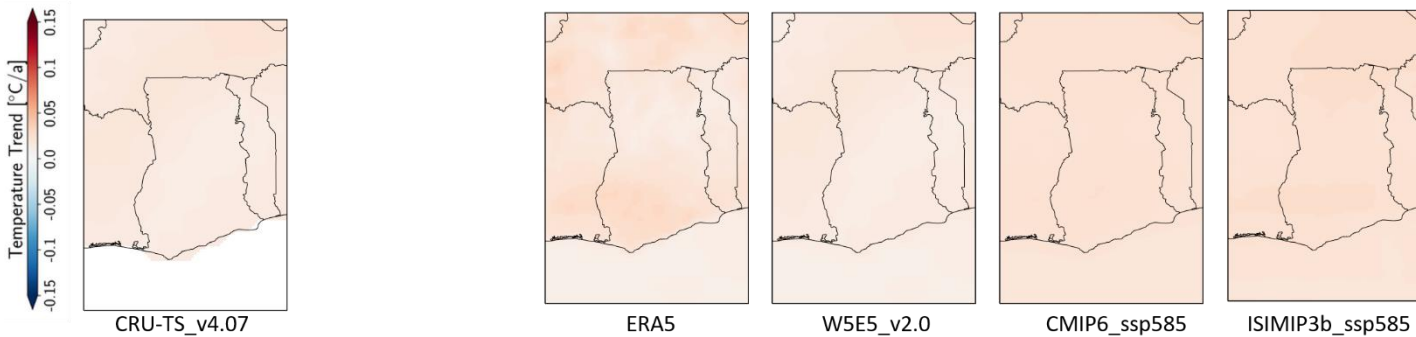 Temperature Trend [°C/a]
0.15
0.1
0.05
0.0
-0.05
-0.1
-0.15
CRU-TS_v4.07
ERA5
W5E5_v2.0
CMIP6_ssp585
ISIMIP3b_ssp585